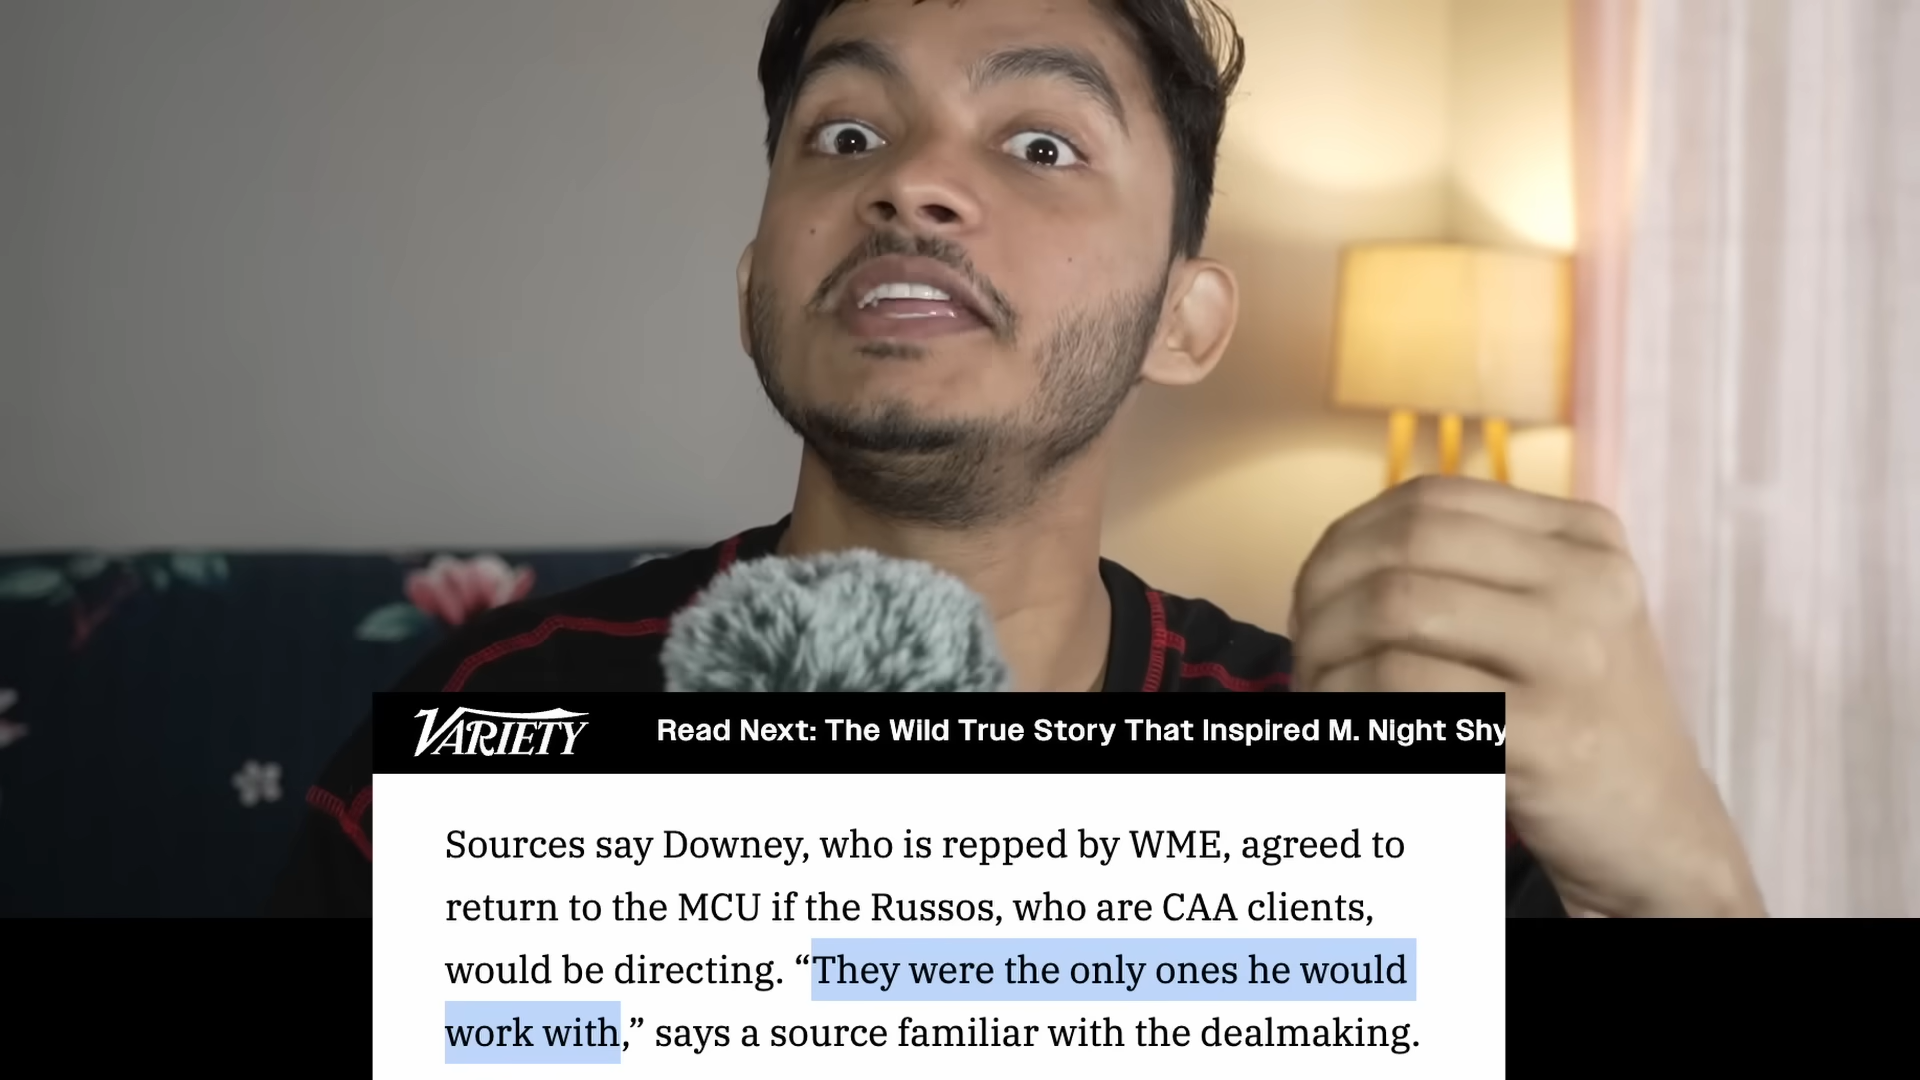 VARIETY
Read Next: The Wild True Story That Inspired M. Night Shy
Sources say Downey, who is repped by WME, agreed to
return to the MCU if the Russos, who are CAA clients,
would be directing. “They were the only ones he would
work with,” says a source familiar with the dealmaking.